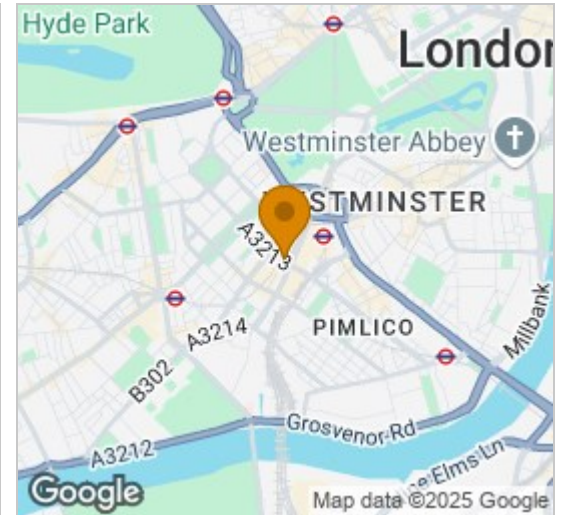 Hyde Park
London
Westminster Abbey
WESTMINSTER
A3213
PIMLICO
A3214
B302
Millbank
Grosvenor Rd
A3212
ne Elms Ln
Google
Map data ©2025 Google